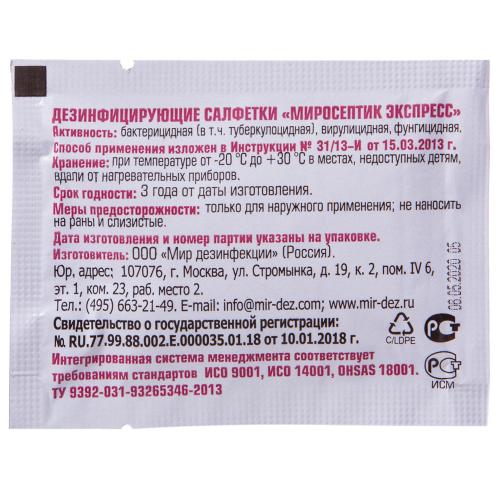 ДЕЗИНФИЦИРУЮЩИЕ САЛФЕТКИ «МИРОСЕПТИК ЭКСПРЕСС»
Активность: бактерицидная (в т.ч. туберкулоцидная), вирулицидная, фунгицидная.
Способ применения изложен в Инструкции № 31/13-И от 15.03.2013 г.
Хранение: при температуре от -20 °С до +30 °С в местах, недоступных детям,
вдали от нагревательных приборов.
Срок годности: 3 года от даты изготовления.
Меры предосторожности: только для наружного применения; не наносить
на раны и слизистые.
Дата изготовления и номер партии указаны на упаковке.
Изготовитель: ООО «Мир дезинфекции» (Россия).
Юр. адрес: 107076, г. Москва, ул. Стромынка, д. 19, к. 2, пом. IV 6,
эт. 1, ком. 23, раб. место 2.
Тел.: (495) 663-21-49. E-mail: info@mir-dez.com www.mir-dez.ru
Свидетельство о государственной регистрации:
№ RU.77.99.88.002.Е.000035.01.18 от 10.01.2018 г.
Интегрированная система менеджмента соответствует
требованиям стандартов ИСО 9001, ИСО 14001, OHSAS 18001.
ТУ 9392-031-93265346-2013
06.05.2020 05
C/LDPE
РСТ
РСТ
ИСМ